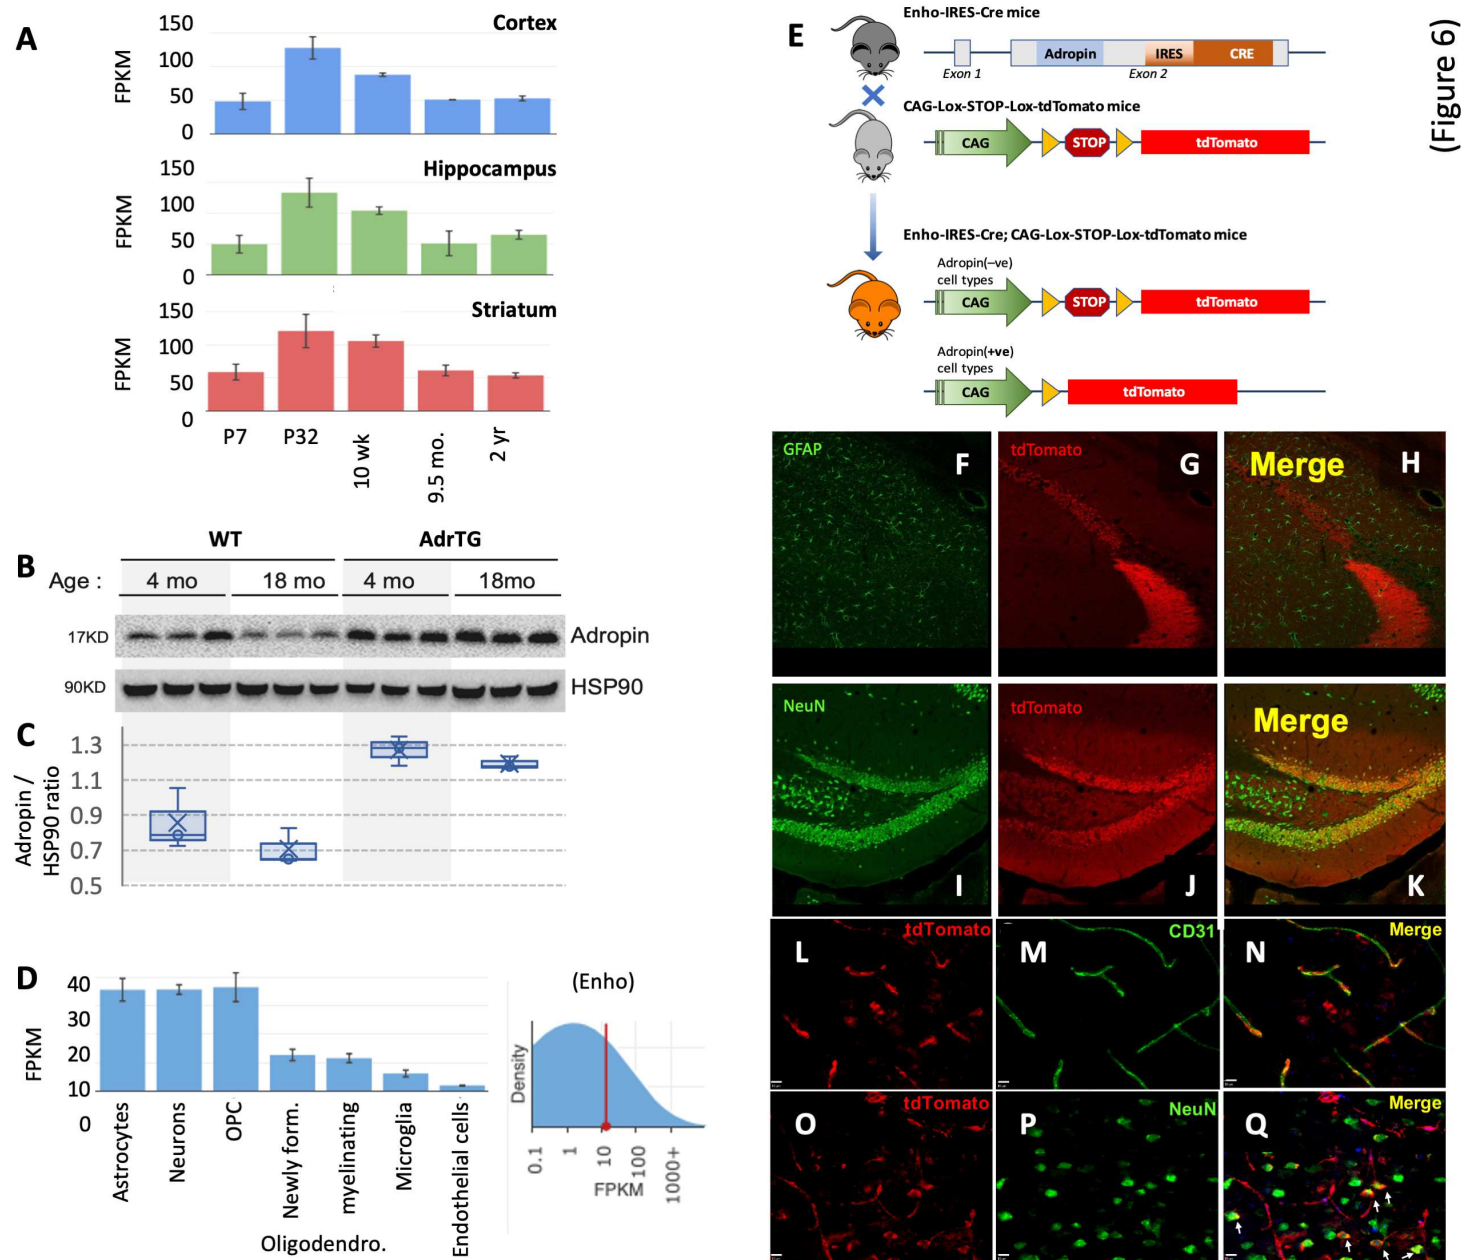 (Figure 6)
A
Cortex
FPKM
150
100
50
0
Hippocampus
FPKM
150
100
50
0
Striatum
FPKM
150
100
50
0
P7
P32
10 wk
9.5 mo.
2 yr
B
WT
AdrTG
Age :
4 mo
18 mo
4 mo
18mo
17KD
Adropin
90KD
HSP90
C
Adropin /
HSP90 ratio
1.3
1.1
0.9
0.7
0.5
D
FPKM
40
30
20
10
0
Astrocytes
Neurons
OPC
Newly form.
myelinating
Microglia
Endothelial cells
Oligodendro.
(Enho)
Density
0.1
1
10
100
1000+
FPKM
E
Enho-IRES-Cre mice
Adropin
IRES
CRE
Exon 1
Exon 2
CAG-Lox-STOP-Lox-tdTomato mice
CAG
STOP
tdTomato
Enho-IRES-Cre; CAG-Lox-STOP-Lox-tdTomato mice
Adropin(–ve)
cell types
CAG
STOP
tdTomato
Adropin(+ve)
cell types
CAG
tdTomato
GFAP
F
tdTomato
G
Merge
H
NeuN
I
tdTomato
J
Merge
K
tdTomato
L
CD31
M
Merge
N
tdTomato
O
NeuN
P
Merge
Q